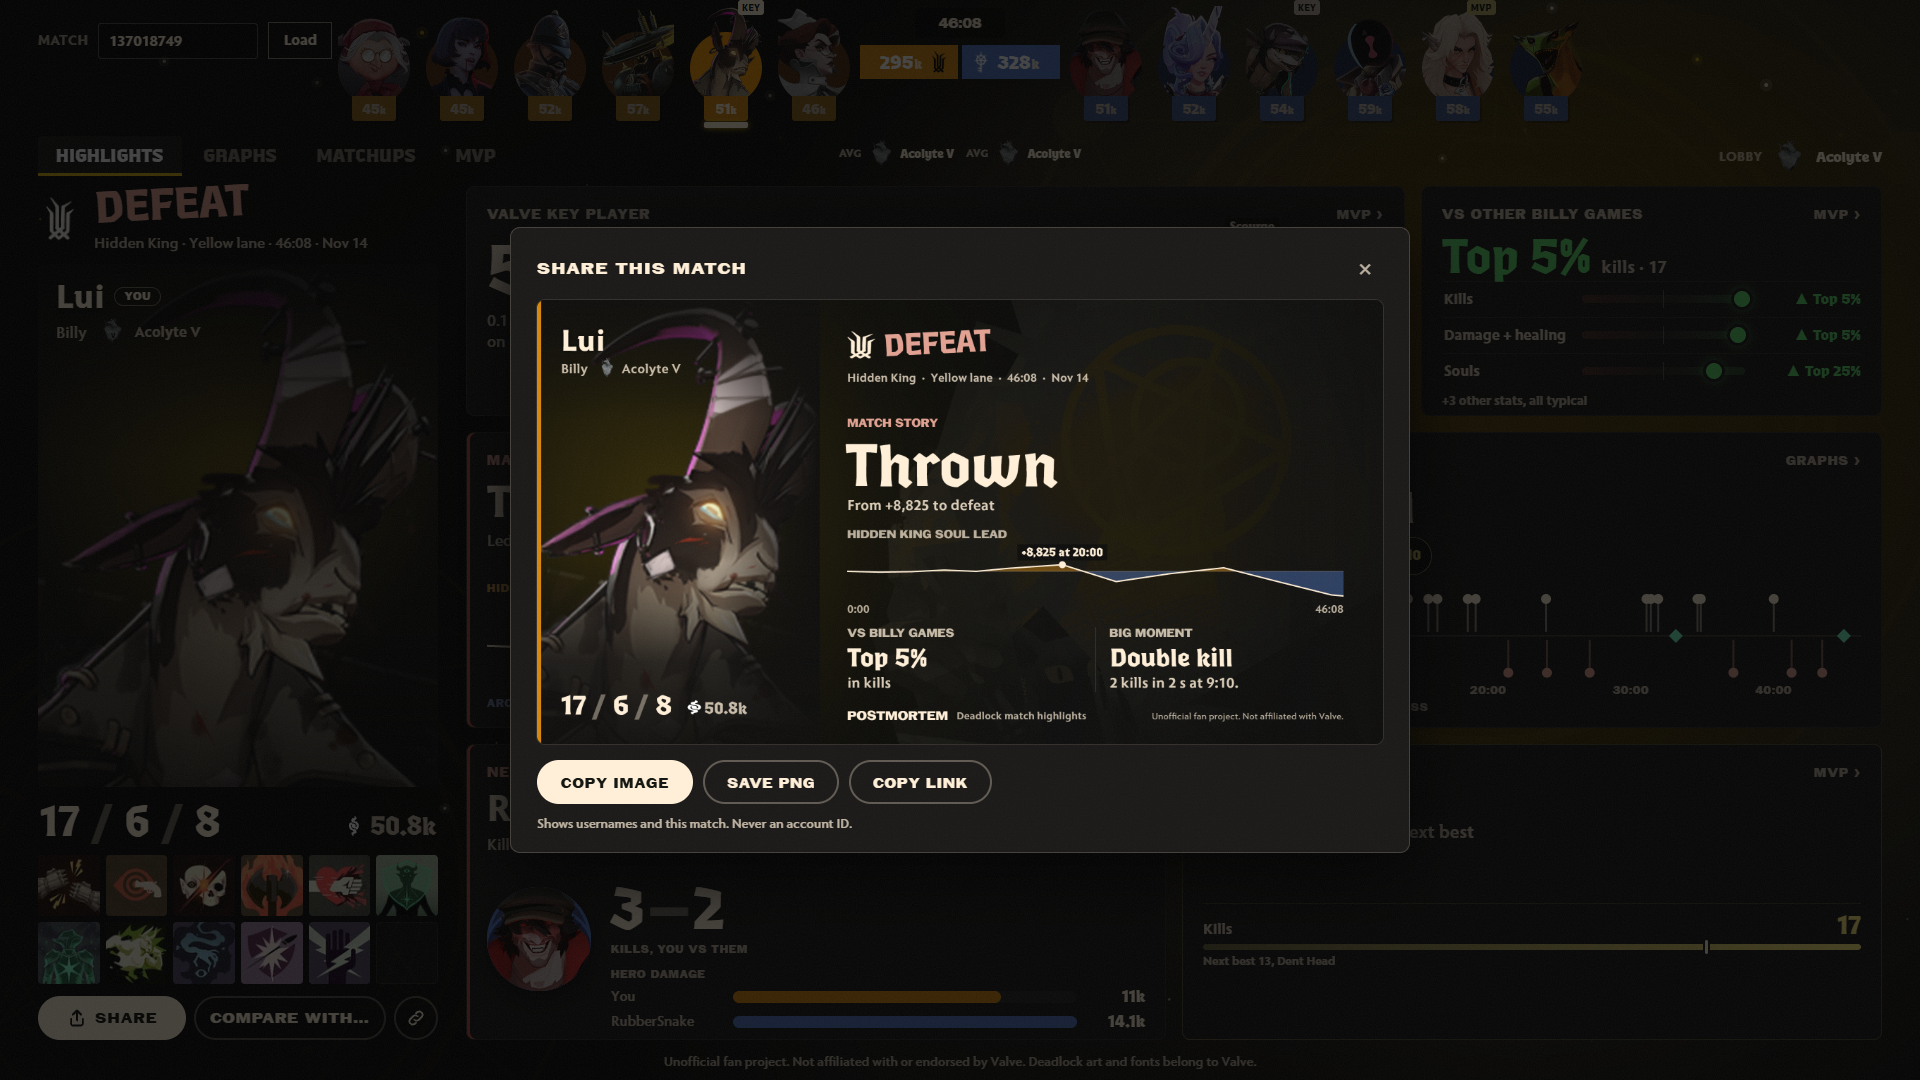 MATCH 137018749 Load
KEY
KEY
MVP
46:08
295k 328k
45k 45k 52k 57k 51k 46k
51k 52k 54k 59k 58k 55k
HIGHLIGHTS GRAPHS MATCHUPS MVP
AVG Acolyte V AVG Acolyte V
LOBBY Acolyte V
DEFEAT
Hidden King · Yellow lane · 46:08 · Nov 14
Lui YOU
Billy Acolyte V
17 / 6 / 8 50.8k
SHARE COMPARE WITH...
VALVE KEY PLAYER MVP ›
0.1
on
SHARE THIS MATCH ×
Lui
Billy Acolyte V
17 / 6 / 8 50.8k
DEFEAT
Hidden King · Yellow lane · 46:08 · Nov 14
MATCH STORY
Thrown
From +8,825 to defeat
HIDDEN KING SOUL LEAD
+8,825 at 20:00
0:00 46:08
VS BILLY GAMES
Top 5%
in kills
BIG MOMENT
Double kill
2 kills in 2 s at 9:10.
POSTMORTEM Deadlock match highlights
Unofficial fan project. Not affiliated with Valve.
COPY IMAGE SAVE PNG COPY LINK
Shows usernames and this match. Never an account ID.
VS OTHER BILLY GAMES MVP ›
Top 5% kills · 17
Kills ▲ Top 5%
Damage + healing ▲ Top 5%
Souls ▲ Top 25%
+3 other stats, all typical
GRAPHS ›
20:00 30:00 40:00
3—2
KILLS, YOU VS THEM
HERO DAMAGE
You 11k
RubberSnake 14.1k
MVP ›
ext best
Kills 17
Next best 13, Dent Head
Unofficial fan project. Not affiliated with or endorsed by Valve. Deadlock art and fonts belong to Valve.